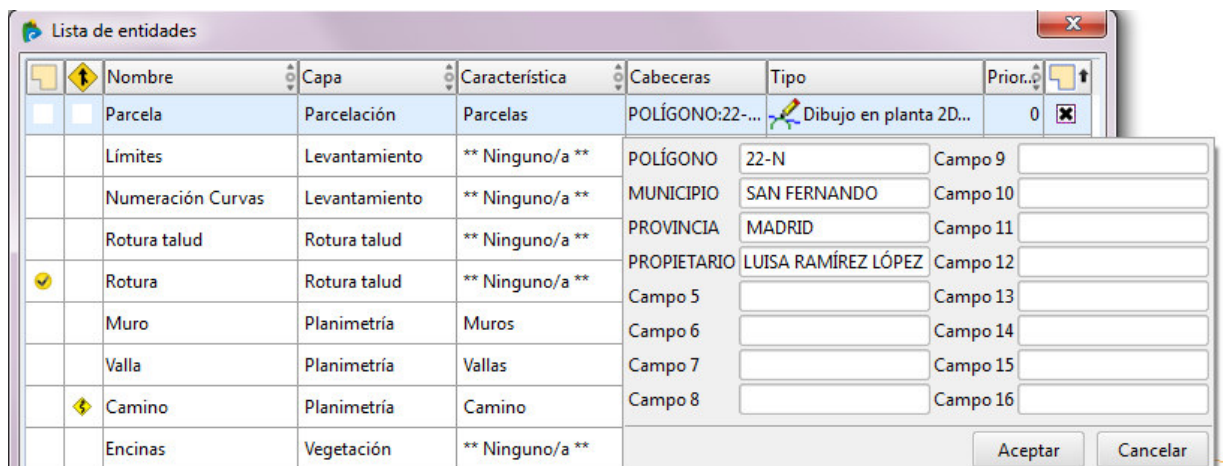 Lista de entidades
Nombre Capa Característica Cabeceras Tipo Prior..
Parcela Parcelación Parcelas POLÍGONO:22-... Dibujo en planta 2D... 0
Límites Levantamiento ** Ninguno/a ** POLÍGONO 22-N Campo 9
Numeración Curvas Levantamiento ** Ninguno/a ** MUNICIPIO SAN FERNANDO Campo 10
Rotura talud Rotura talud ** Ninguno/a ** PROVINCIA MADRID Campo 11
PROPIETARIO LUISA RAMÍREZ LÓPEZ Campo 12
Rotura Rotura talud ** Ninguno/a ** Campo 5 Campo 13
Muro Planimetría Muros Campo 6 Campo 14
Valla Planimetría Vallas Campo 7 Campo 15
Camino Planimetría Camino Campo 8 Campo 16
Encinas Vegetación ** Ninguno/a ** Aceptar Cancelar